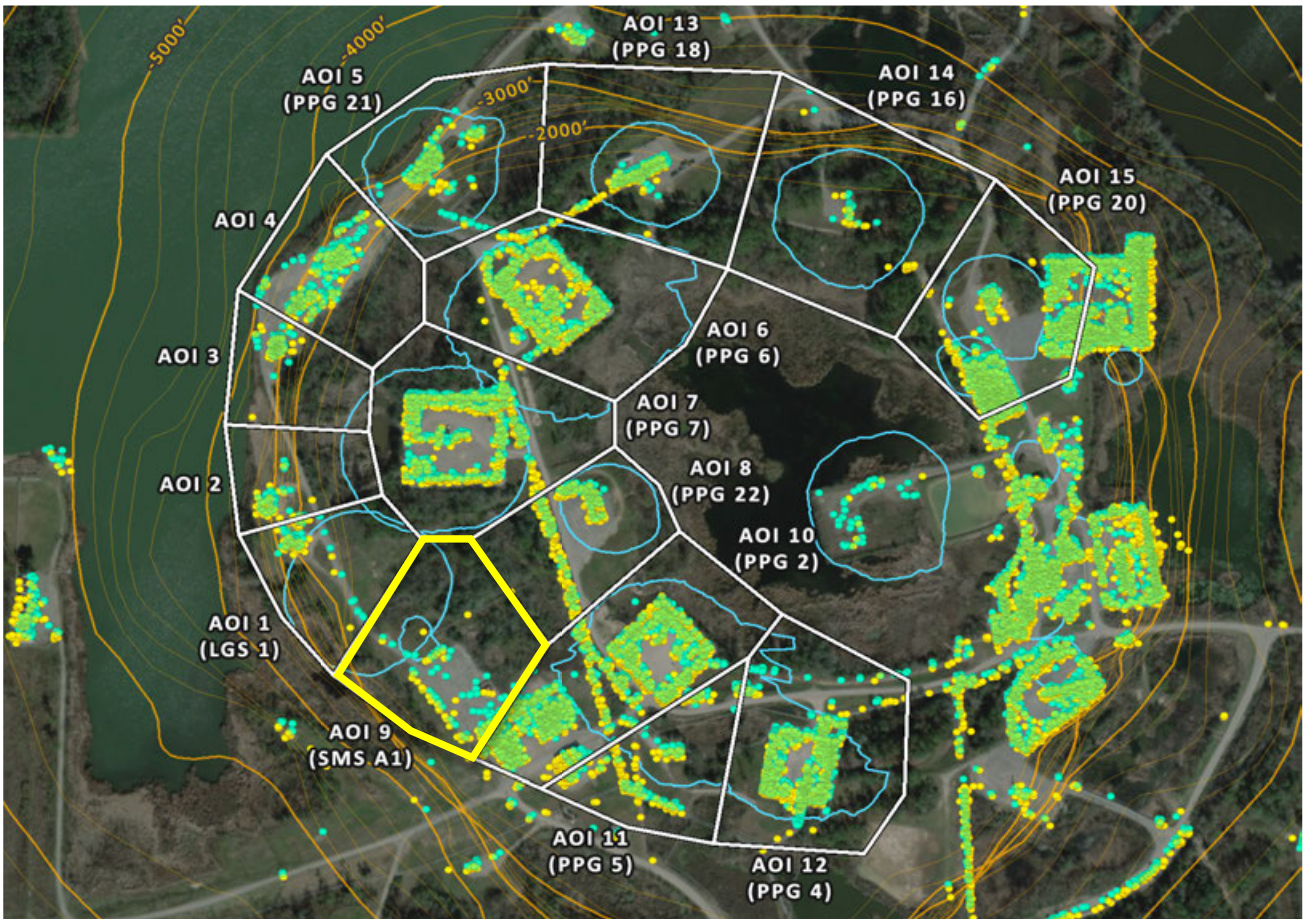 -5000'
-4000'
AOI 13
(PPG 18)
AOI 5
(PPG 21)
AOI 14
(PPG 16)
-3000'
-2000'
AOI 15
(PPG 20)
AOI 4
AOI 3
AOI 6
(PPG 6)
AOI 7
(PPG 7)
AOI 8
(PPG 22)
AOI 2
AOI 10
(PPG 2)
AOI 1
(LGS 1)
AOI 9
(SMS A1)
AOI 11
(PPG 5)
AOI 12
(PPG 4)